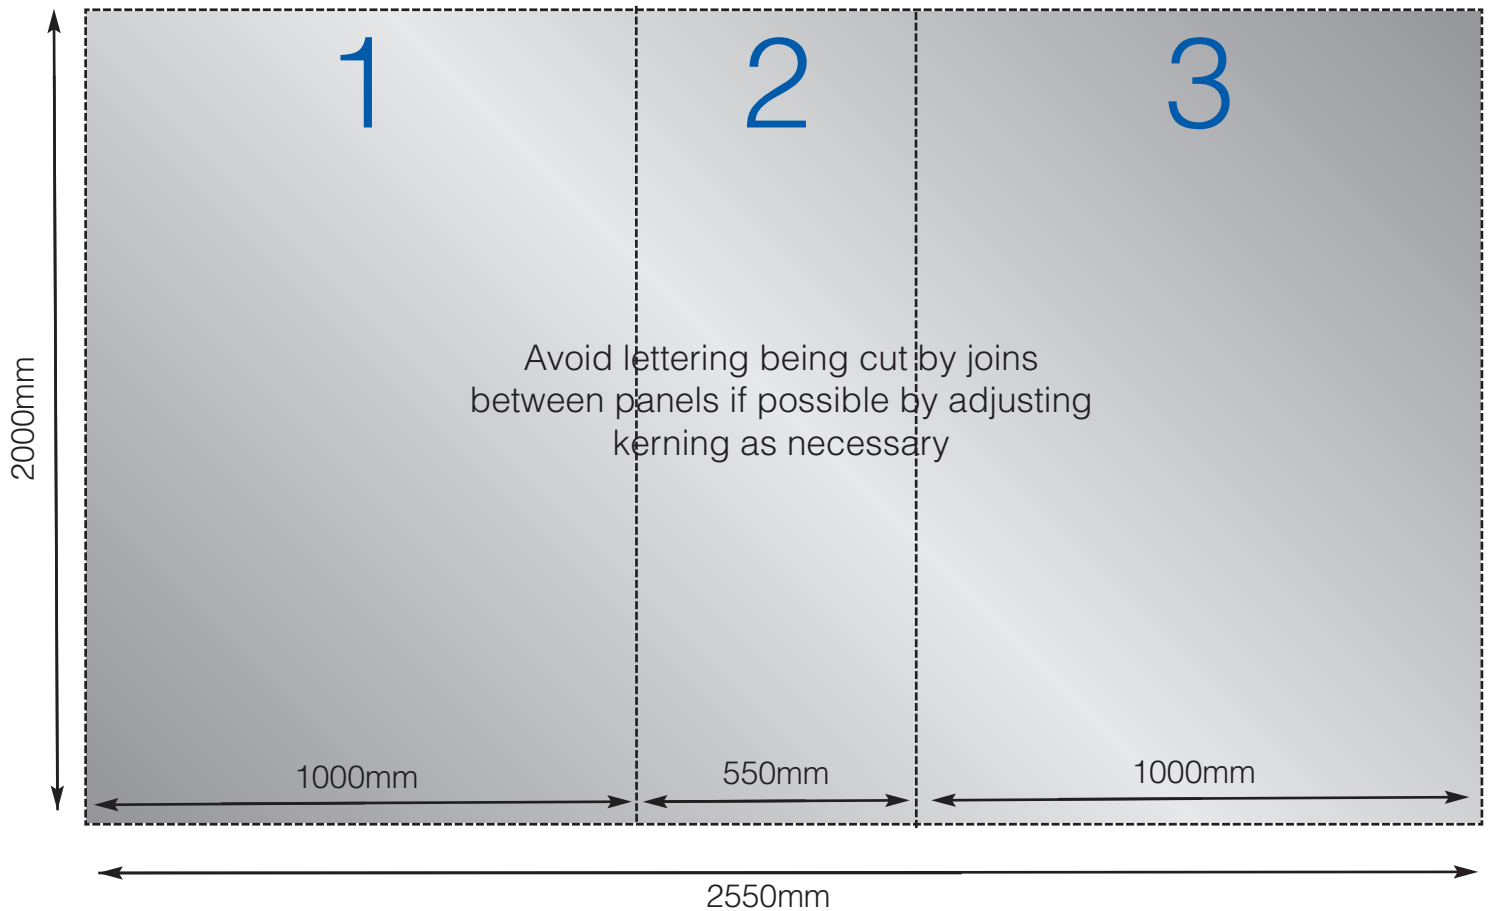 1
2
3
2000mm
Avoid lettering being cut by joins
between panels if possible by adjusting
kerning as necessary
1000mm
550mm
1000mm
2550mm